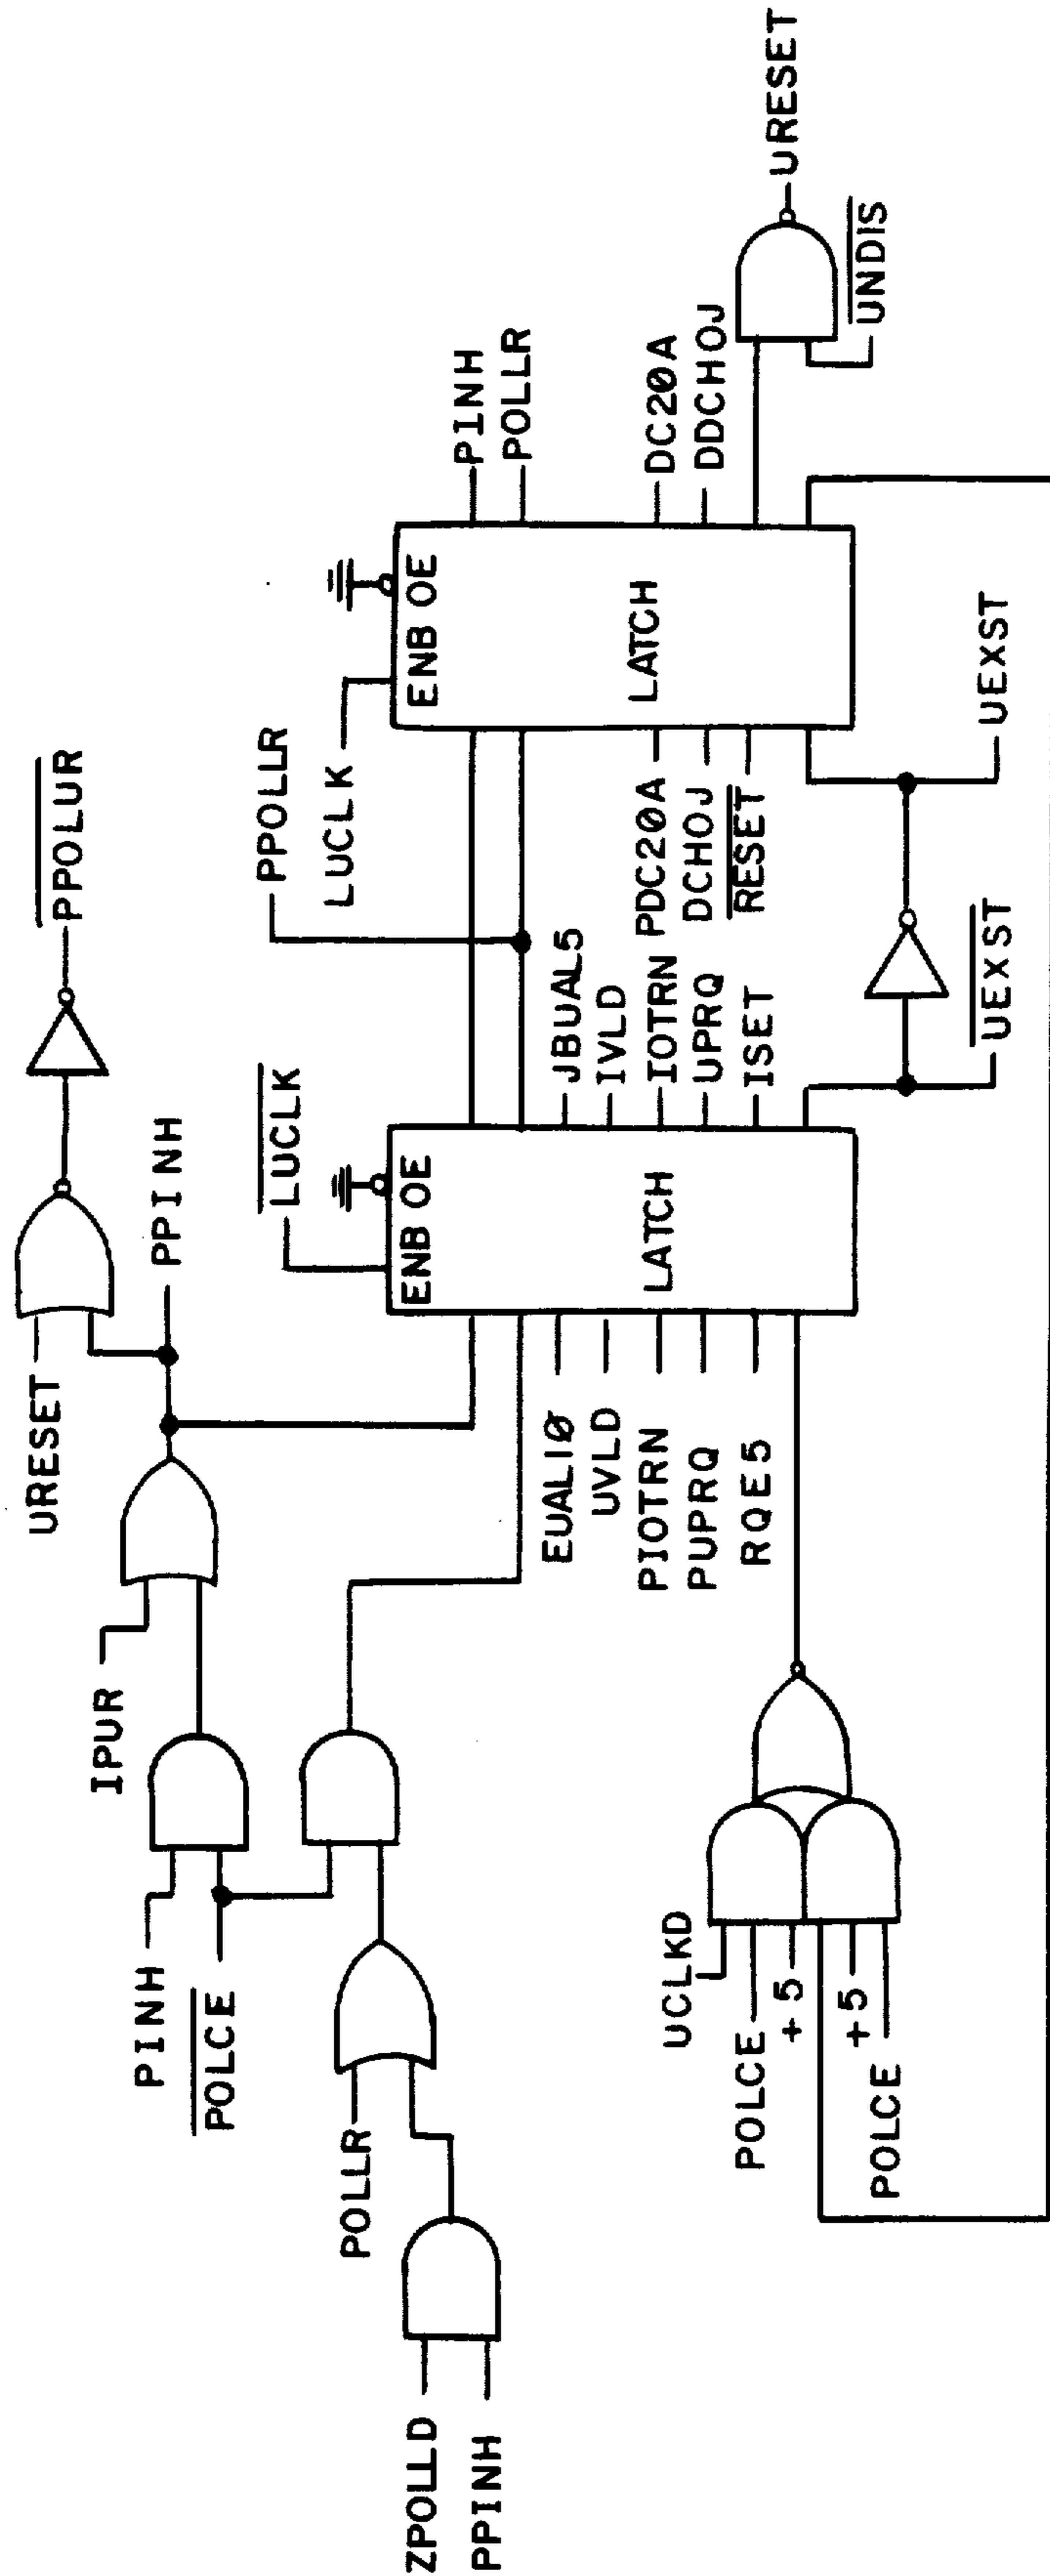 URESET
PPOLUR
IPUR
PPINH
PINH
POLCE
LUCLK
PPOLLR
LUCLK
POLLR
ENB OE
ENB OE
PINH
POLLR
ZPOLLD
PPINH
EUAL10
JBUAL5
UVLD
IVLD
LATCH
LATCH
PIOTRN
IOTRN
PDC20A
DC20A
PUPRQ
UPRQ
DCHOJ
DDCHOJ
RQE5
ISET
RESET
URESET
UCLKD
POLCE
+5
+5
POLCE
UNDIS
UEXST
UEXST